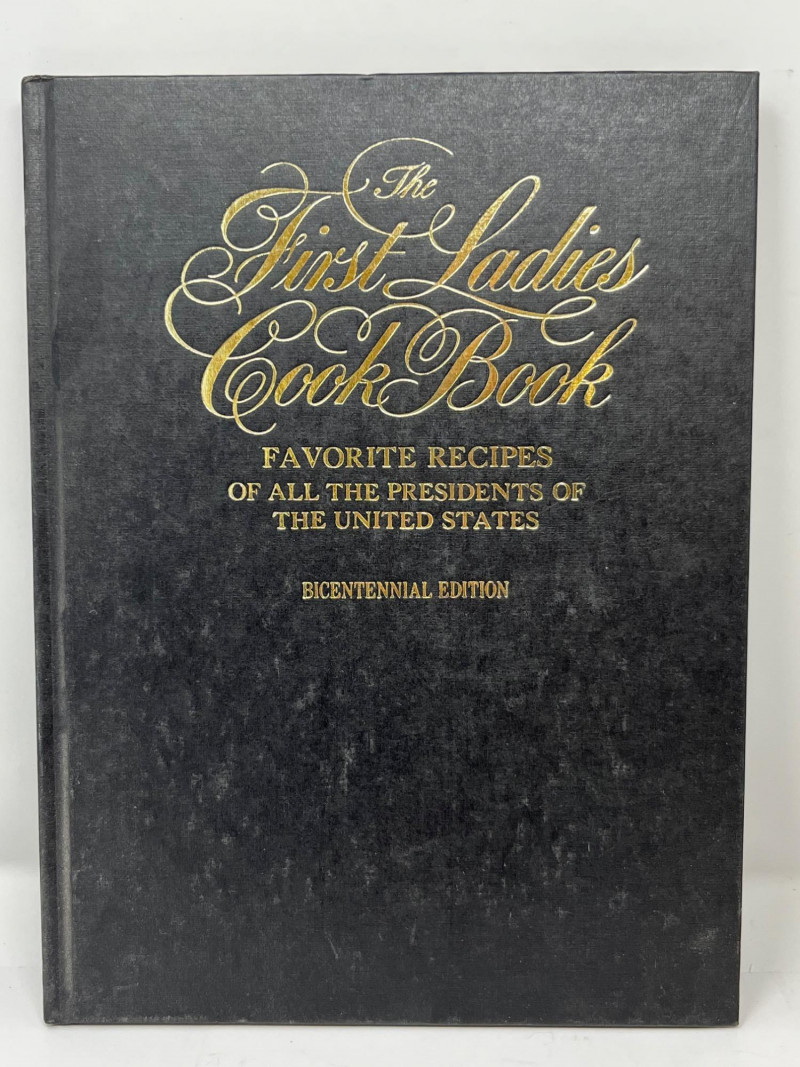 The
First Ladies
Cook Book
FAVORITE RECIPES
OF ALL THE PRESIDENTS OF
THE UNITED STATES
BICENTENNIAL EDITION